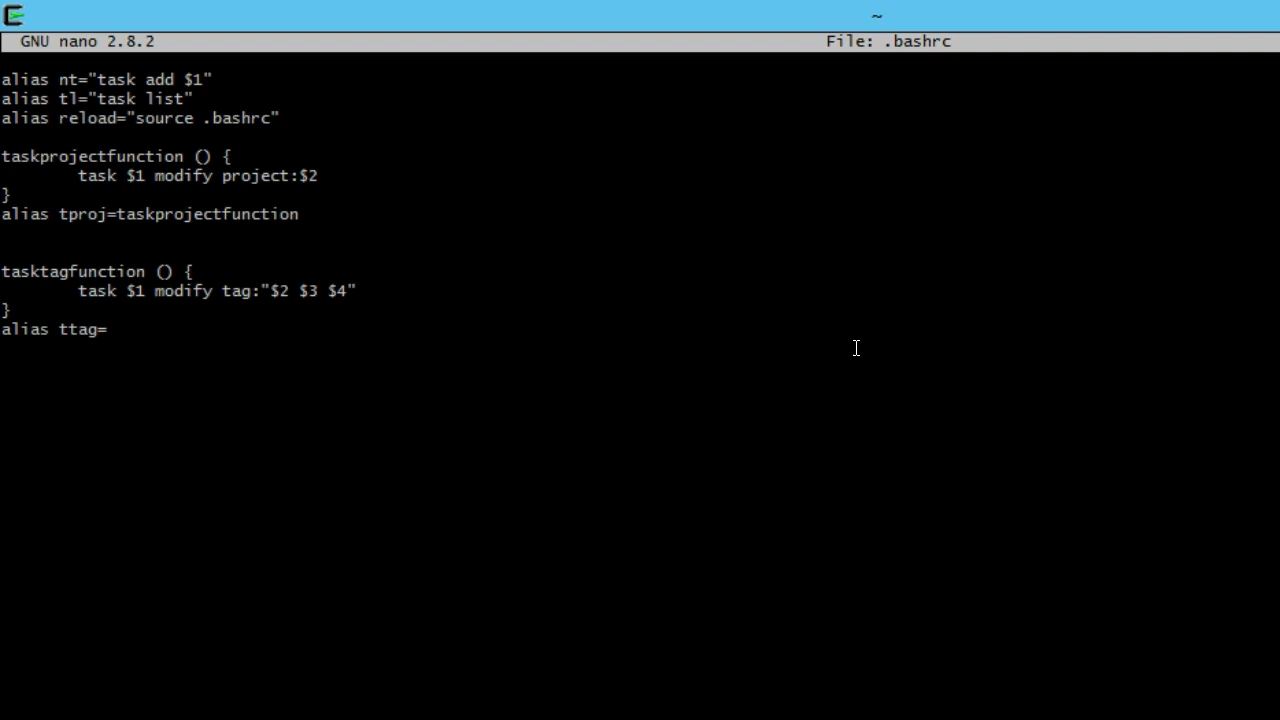 ~
GNU nano 2.8.2 File: .bashrc
alias nt="task add $1"
alias tl="task list"
alias reload="source .bashrc"
taskprojectfunction () {
task $1 modify project:$2
}
alias tproj=taskprojectfunction
tasktagfunction () {
task $1 modify tag:"$2 $3 $4"
}
alias ttag=